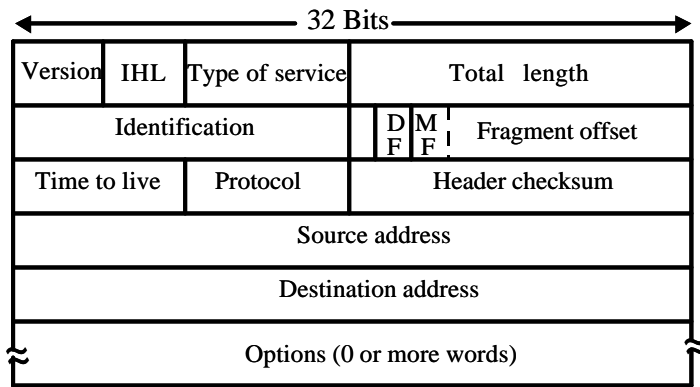 32 Bits
Version IHL Type of service Total length
Identification D F M F Fragment offset
Time to live Protocol Header checksum
Source address
Destination address
Options (0 or more words)